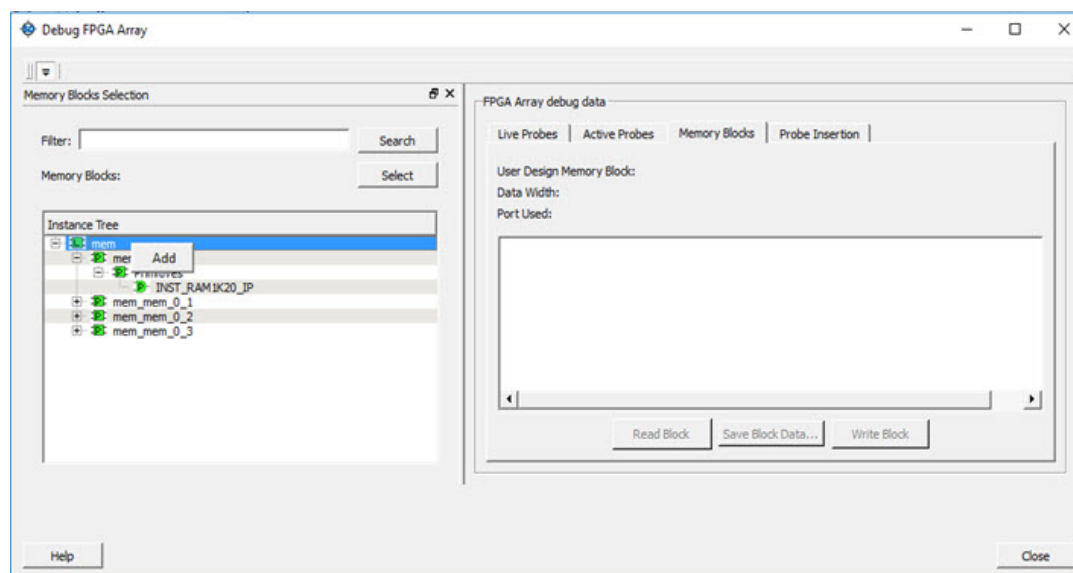 Debug FPGA Array
Memory Blocks Selection
Filter:
Search
Memory Blocks:
Select
Instance Tree
mem
Add
Primitives
INST_RAM1K20_IP
mem_mem_0_1
mem_mem_0_2
mem_mem_0_3
FPGA Array debug data
Live Probes
Active Probes
Memory Blocks
Probe Insertion
User Design Memory Block:
Data Width:
Port Used:
Read Block
Save Block Data...
Write Block
Help
Close